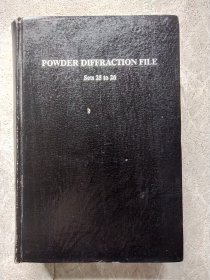 POWDER DIFFRACTION FILE
Sets 25 to 26